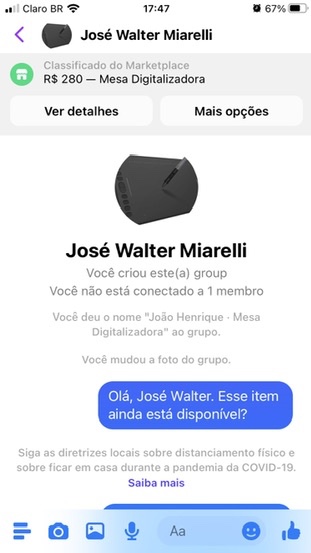 Claro BR
17:47
67%
José Walter Miarelli
Classificado do Marketplace
R$ 280 — Mesa Digitalizadora
Ver detalhes
Mais opções
José Walter Miarelli
Você criou este(a) group
Você não está conectado a 1 membro
Você deu o nome "João Henrique · Mesa
Digitalizadora" ao grupo.
Você mudou a foto do grupo.
Olá, José Walter. Esse item
ainda está disponível?
Siga as diretrizes locais sobre distanciamento físico e
sobre ficar em casa durante a pandemia da COVID-19.
Saiba mais
Aa